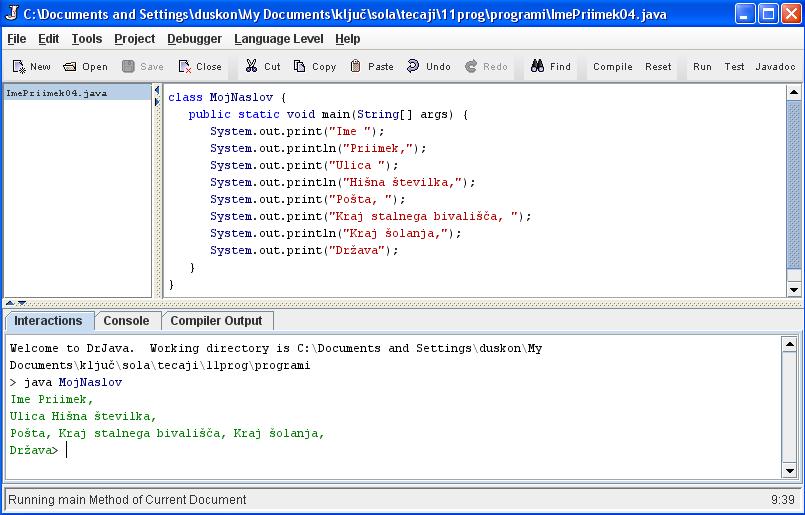 C:\Documents and Settings\duskon\My Documents\ključ\sola\tecaji\11prog\programi\ImePriimek04.java
File Edit Tools Project Debugger Language Level Help
New Open Save Close Cut Copy Paste Undo Redo Find Compile Reset Run Test Javadoc
ImePriimek04.java
class MojNaslov {
public static void main(String[] args) {
System.out.print("Ime ");
System.out.println("Priimek,");
System.out.print("Ulica ");
System.out.println("Hišna številka,");
System.out.print("Pošta, ");
System.out.print("Kraj stalnega bivališča, ");
System.out.println("Kraj šolanja,");
System.out.print("Država");
}
}
Interactions Console Compiler Output
Welcome to DrJava.  Working directory is C:\Documents and Settings\duskon\My
Documents\ključ\sola\tecaji\11prog\programi
> java MojNaslov
Ime Priimek,
Ulica Hišna številka,
Pošta, Kraj stalnega bivališča, Kraj šolanja,
Država>
Running main Method of Current Document 9:39